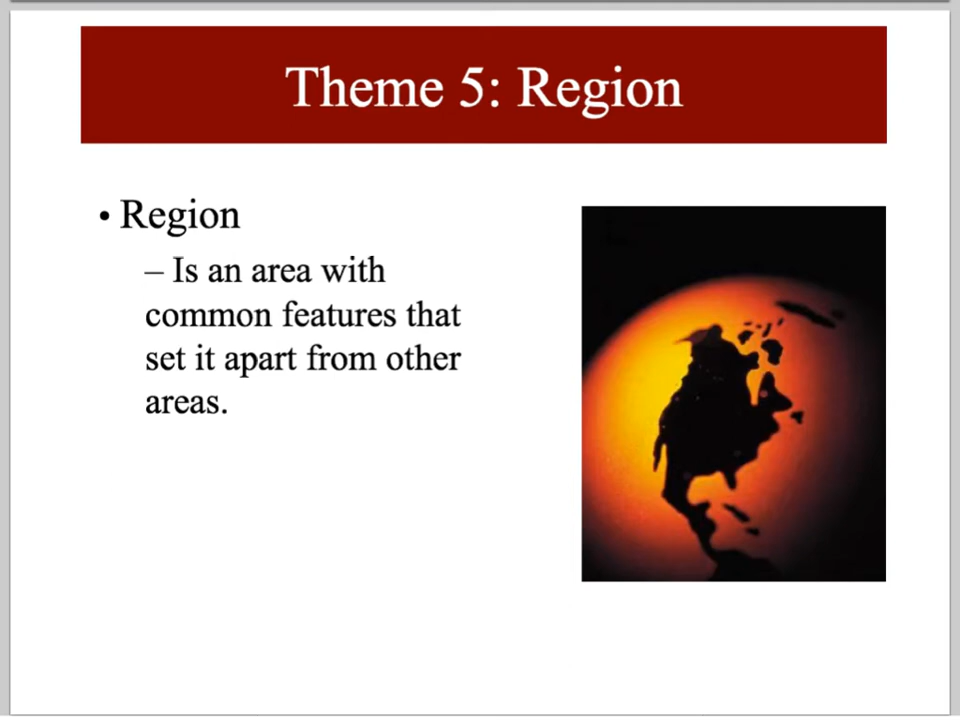 Theme 5: Region
• Region
– Is an area with
common features that
set it apart from other
areas.